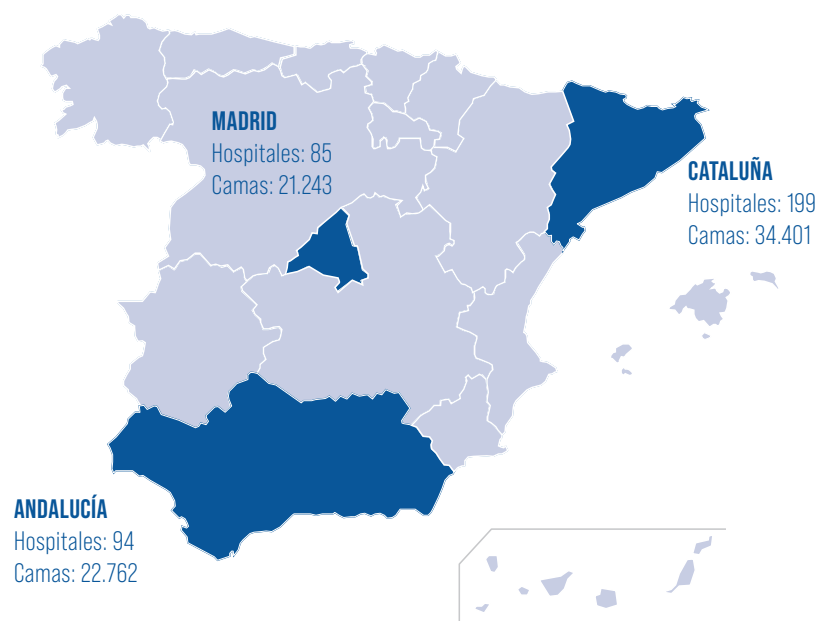 MADRID
Hospitales: 85
Camas: 21.243
CATALUÑA
Hospitales: 199
Camas: 34.401
ANDALUCÍA
Hospitales: 94
Camas: 22.762